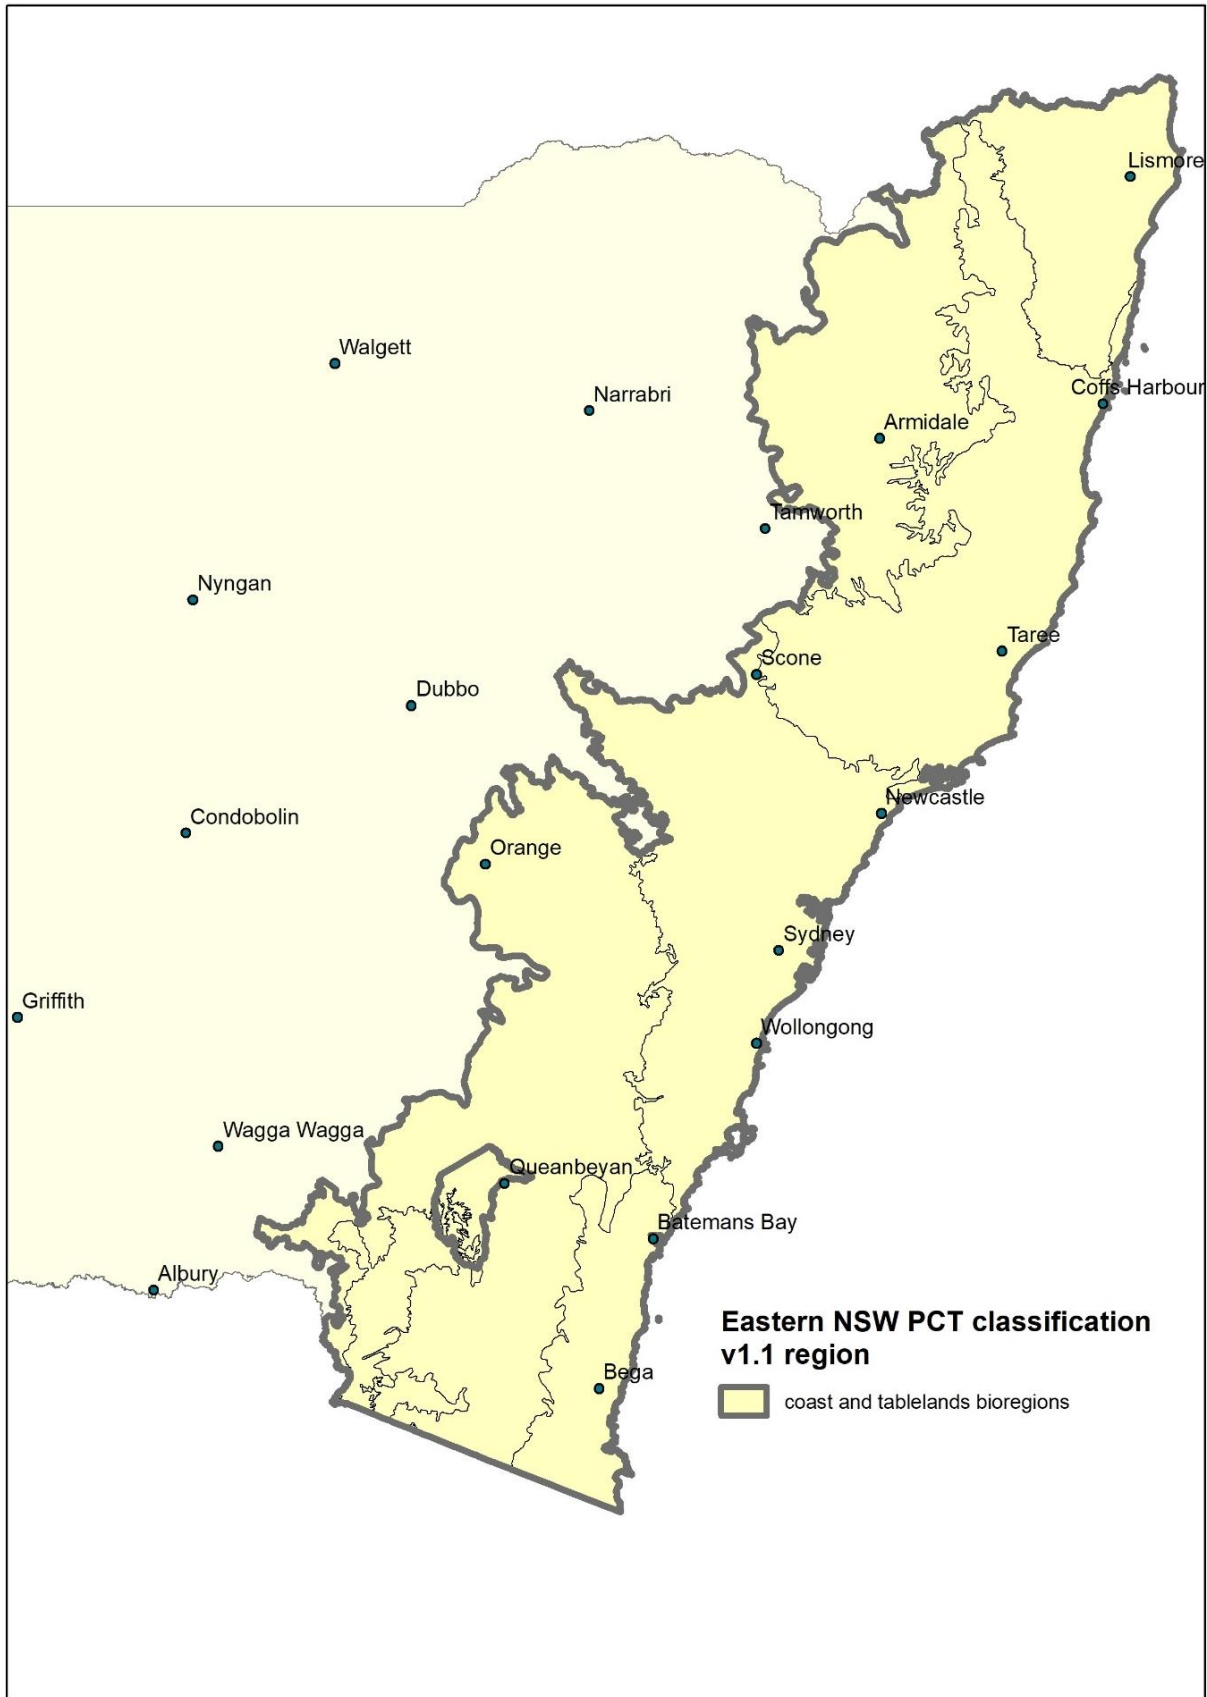 Lismore
Walgett
Narrabri
Coffs Harbour
Armidale
Tamworth
Nyngan
Taree
Scone
Dubbo
Newcastle
Condobolin
Orange
Sydney
Griffith
Wollongong
Wagga Wagga
Queanbeyan
Batemans Bay
Albury
Eastern NSW PCT classification
v1.1 region
Bega
coast and tablelands bioregions